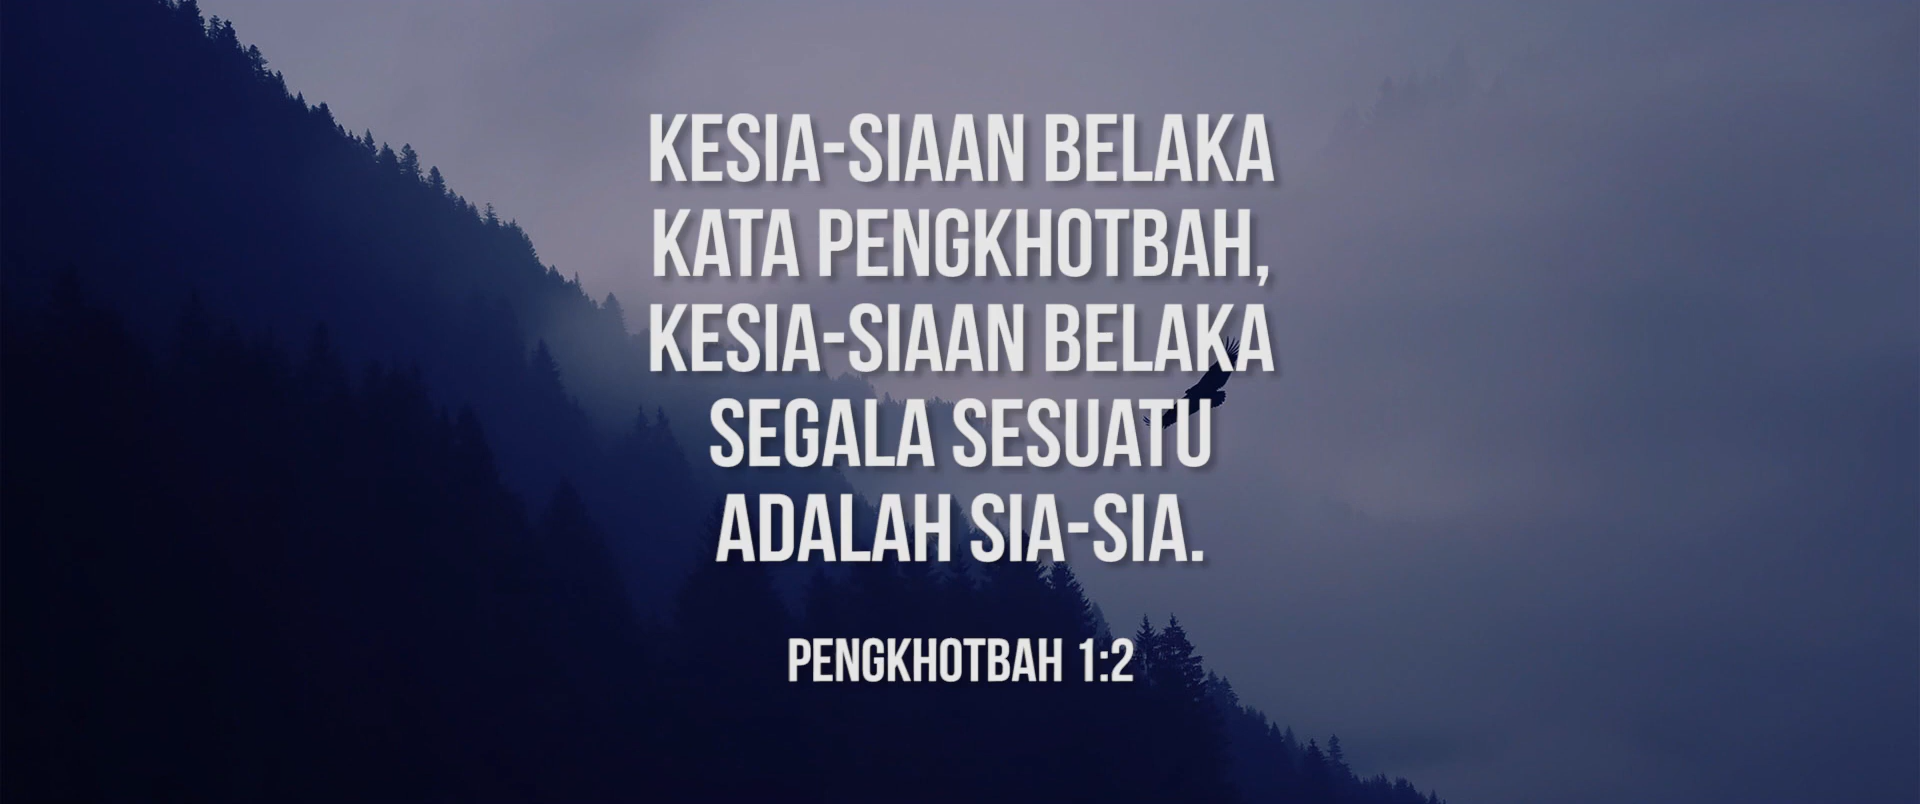 KESIA-SIAAN BELAKA
KATA PENGKHOTBAH,
KESIA-SIAAN BELAKA
SEGALA SESUATU
ADALAH SIA-SIA.
PENGKHOTBAH 1:2